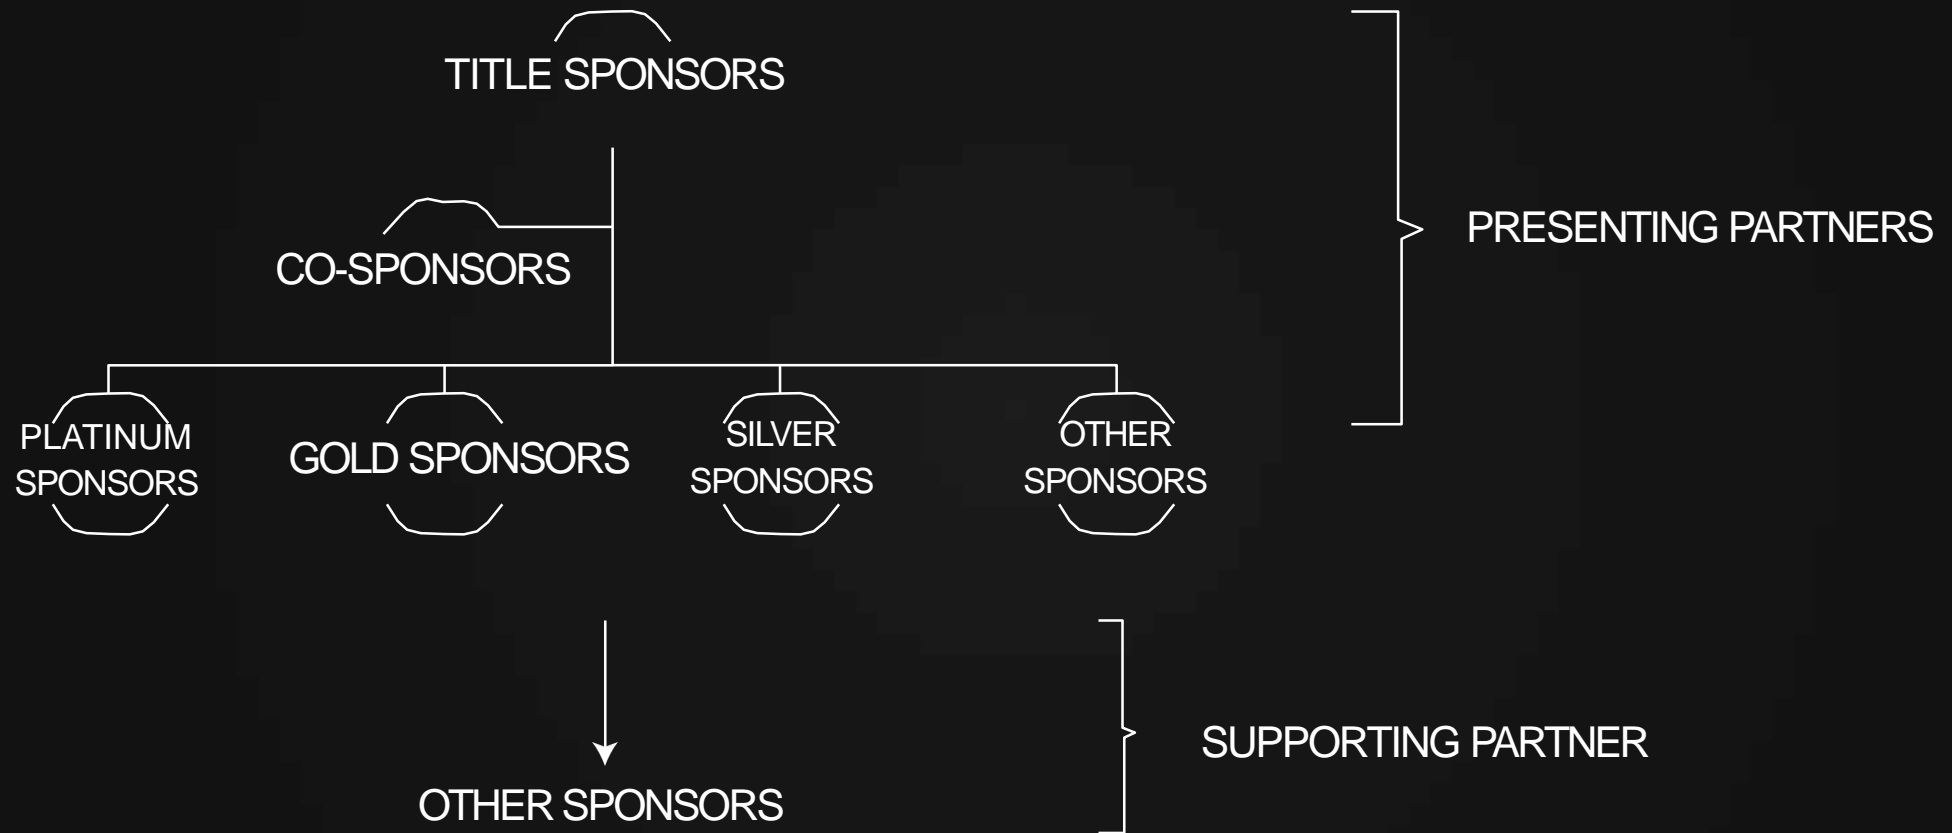 TITLE SPONSORS
CO-SPONSORS
PRESENTING PARTNERS
PLATINUM
SPONSORS
GOLD SPONSORS
SILVER
SPONSORS
OTHER
SPONSORS
SUPPORTING PARTNER
OTHER SPONSORS